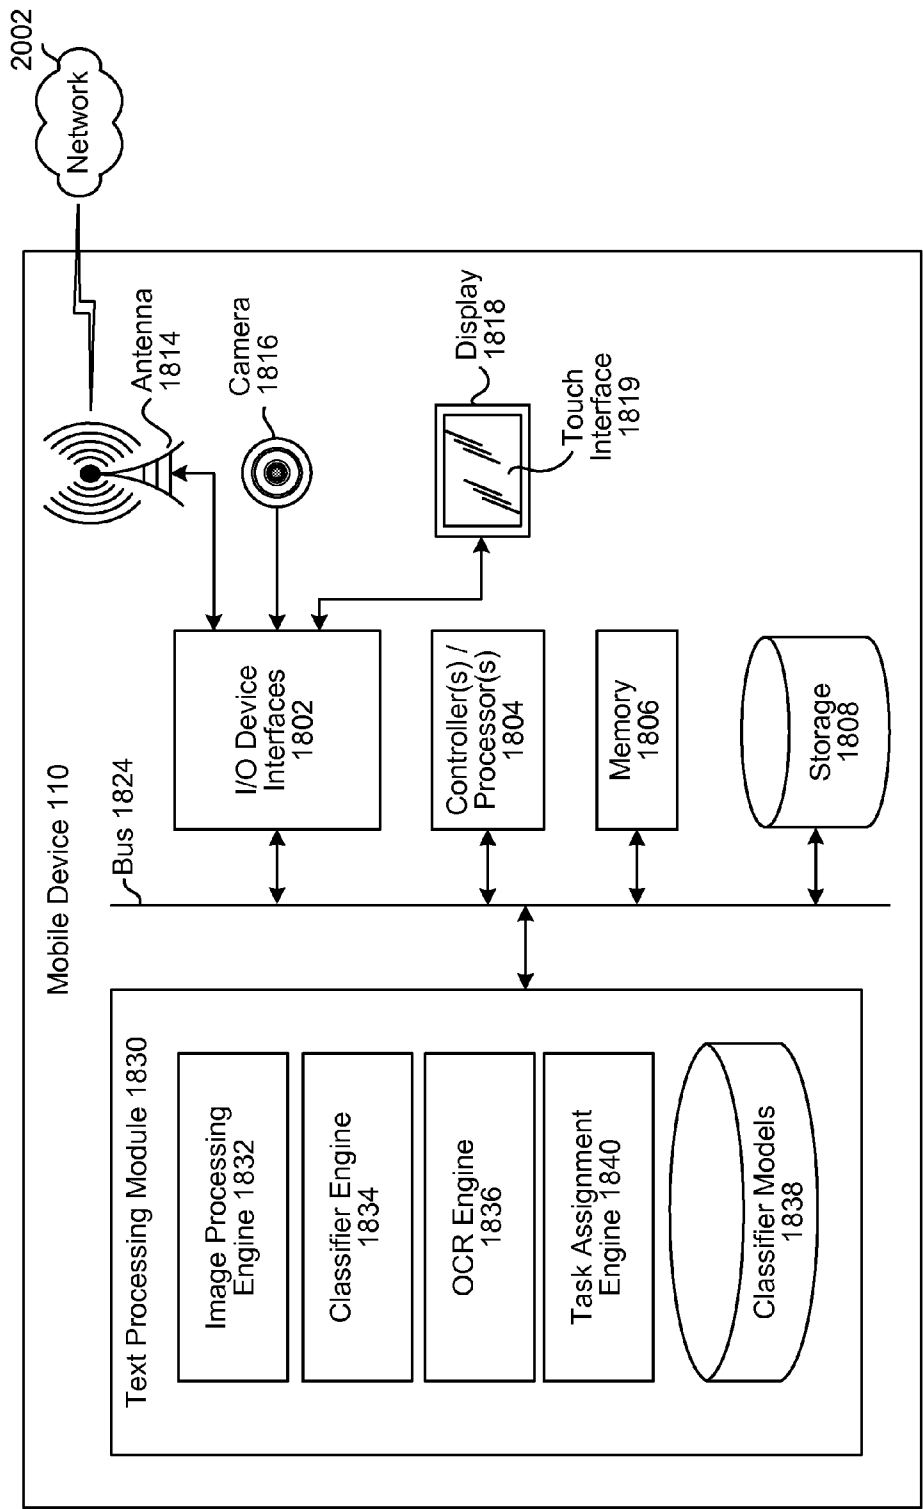 Mobile Device 110
Text Processing Module 1830
Image Processing
Engine 1832
Classifier Engine
1834
OCR Engine
1836
Task Assignment
Engine 1840
Classifier Models
1838
Bus 1824
I/O Device
Interfaces
1802
Controller(s) /
Processor(s)
1804
Memory
1806
Storage
1808
Antenna
1814
Camera
1816
Display
1818
Touch
Interface
1819
Network
2002